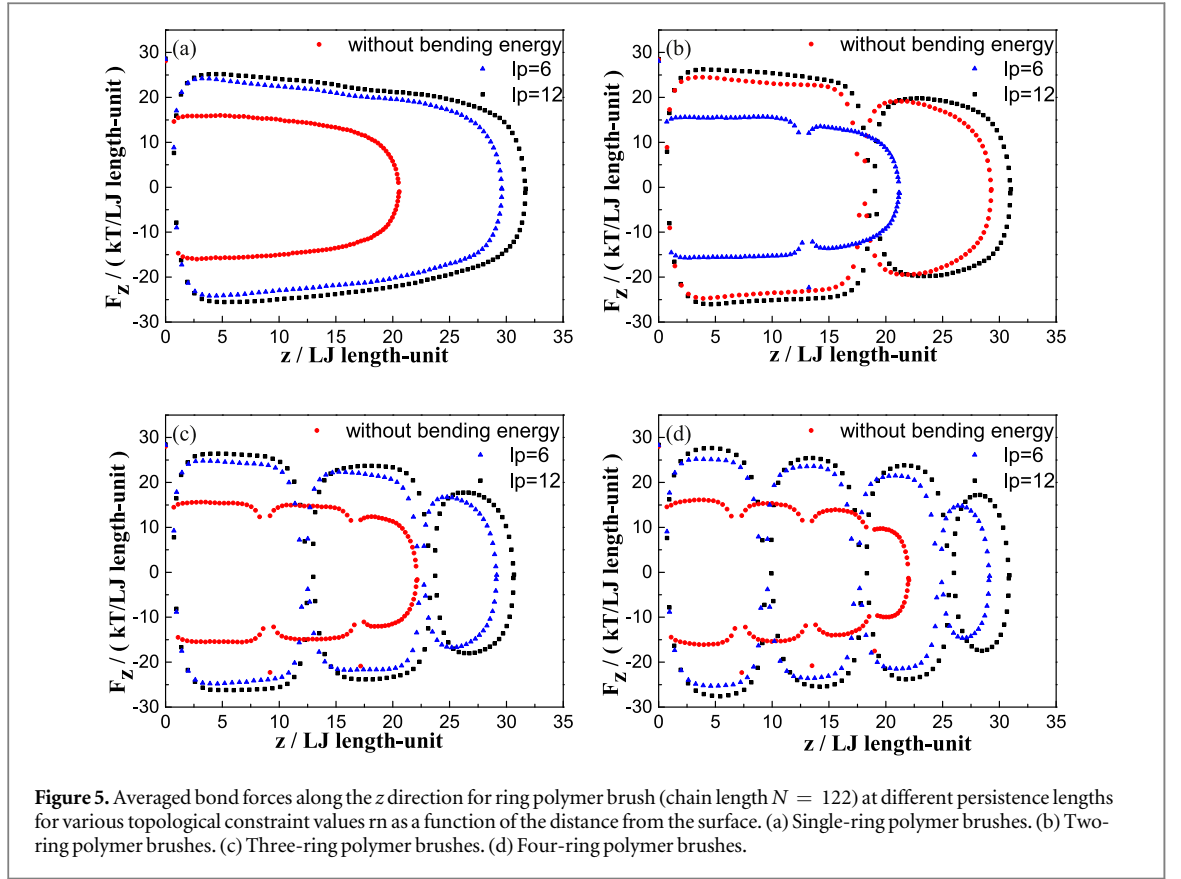 (a)
without bending energy
lp=6
lp=12
30
20
10
0
-10
-20
-30
F_z / ( kT/LJ length-unit )
0 5 10 15 20 25 30 35
z / LJ length-unit
(b)
without bending energy
lp=6
lp=12
30
20
10
0
-10
-20
-30
F_z / ( kT/LJ length-unit )
0 5 10 15 20 25 30 35
z / LJ length-unit
(c)
without bending energy
lp=6
lp=12
30
20
10
0
-10
-20
-30
F_z / ( kT/LJ length-unit )
0 5 10 15 20 25 30 35
z / LJ length-unit
(d)
without bending energy
lp=6
lp=12
30
20
10
0
-10
-20
-30
F_z / ( kT/LJ length-unit )
0 5 10 15 20 25 30 35
z / LJ length-unit
Figure 5. Averaged bond forces along the z direction for ring polymer brush (chain length N = 122) at different persistence lengths
for various topological constraint values rn as a function of the distance from the surface. (a) Single-ring polymer brushes. (b) Two-
ring polymer brushes. (c) Three-ring polymer brushes. (d) Four-ring polymer brushes.